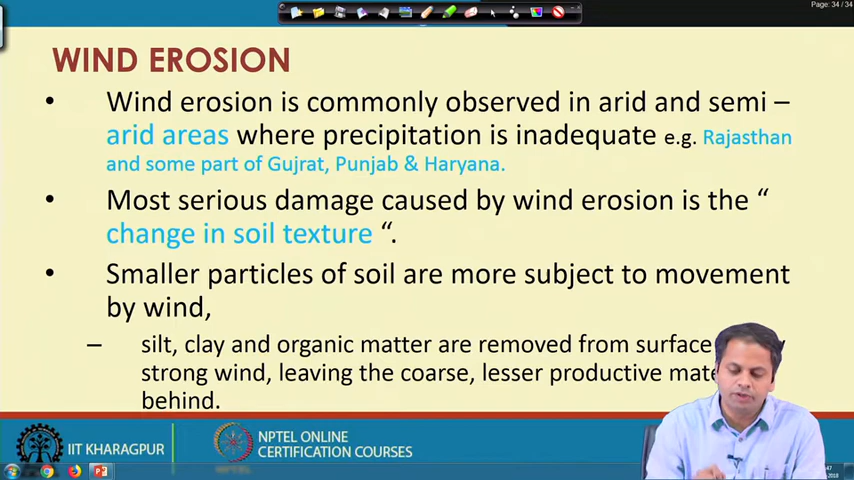 Page: 34 / 34
WIND EROSION
• Wind erosion is commonly observed in arid and semi –
arid areas where precipitation is inadequate e.g. Rajasthan
and some part of Gujrat, Punjab & Haryana.
• Most serious damage caused by wind erosion is the “
change in soil texture “.
• Smaller particles of soil are more subject to movement
by wind,
– silt, clay and organic matter are removed from surface
strong wind, leaving the coarse, lesser productive
behind.
IIT KHARAGPUR
NPTEL ONLINE
CERTIFICATION COURSES